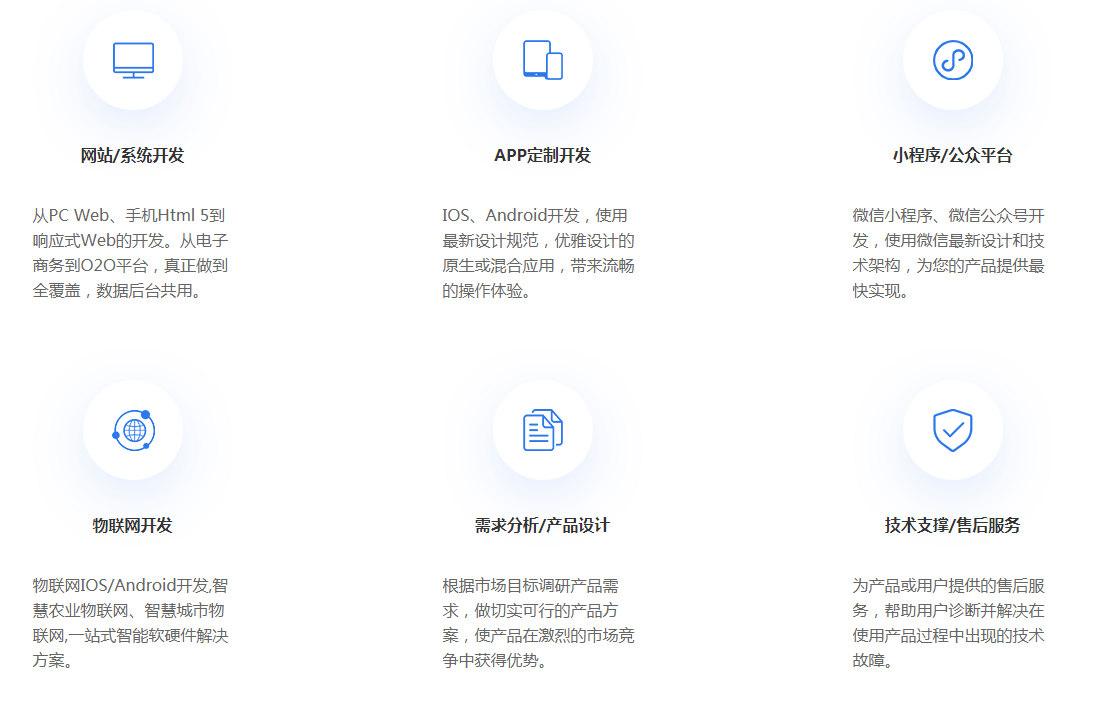 网站/系统开发
从PC Web、手机Html 5到
响应式Web的开发。从电子
商务到O2O平台，真正做到
全覆盖，数据后台共用。
APP定制开发
IOS、Android开发，使用
最新设计规范，优雅设计的
原生或混合应用，带来流畅
的操作体验。
小程序/公众平台
微信小程序、微信公众号开
发，使用微信最新设计和技
术架构，为您的产品提供最
快实现。
物联网开发
物联网IOS/Android开发,智
慧农业物联网、智慧城市物
联网,一站式智能软硬件解决
方案。
需求分析/产品设计
根据市场目标调研产品需
求，做切实可行的产品方
案，使产品在激烈的市场竞
争中获得优势。
技术支撑/售后服务
为产品或用户提供的售后服
务，帮助用户诊断并解决在
使用产品过程中出现的技术
故障。